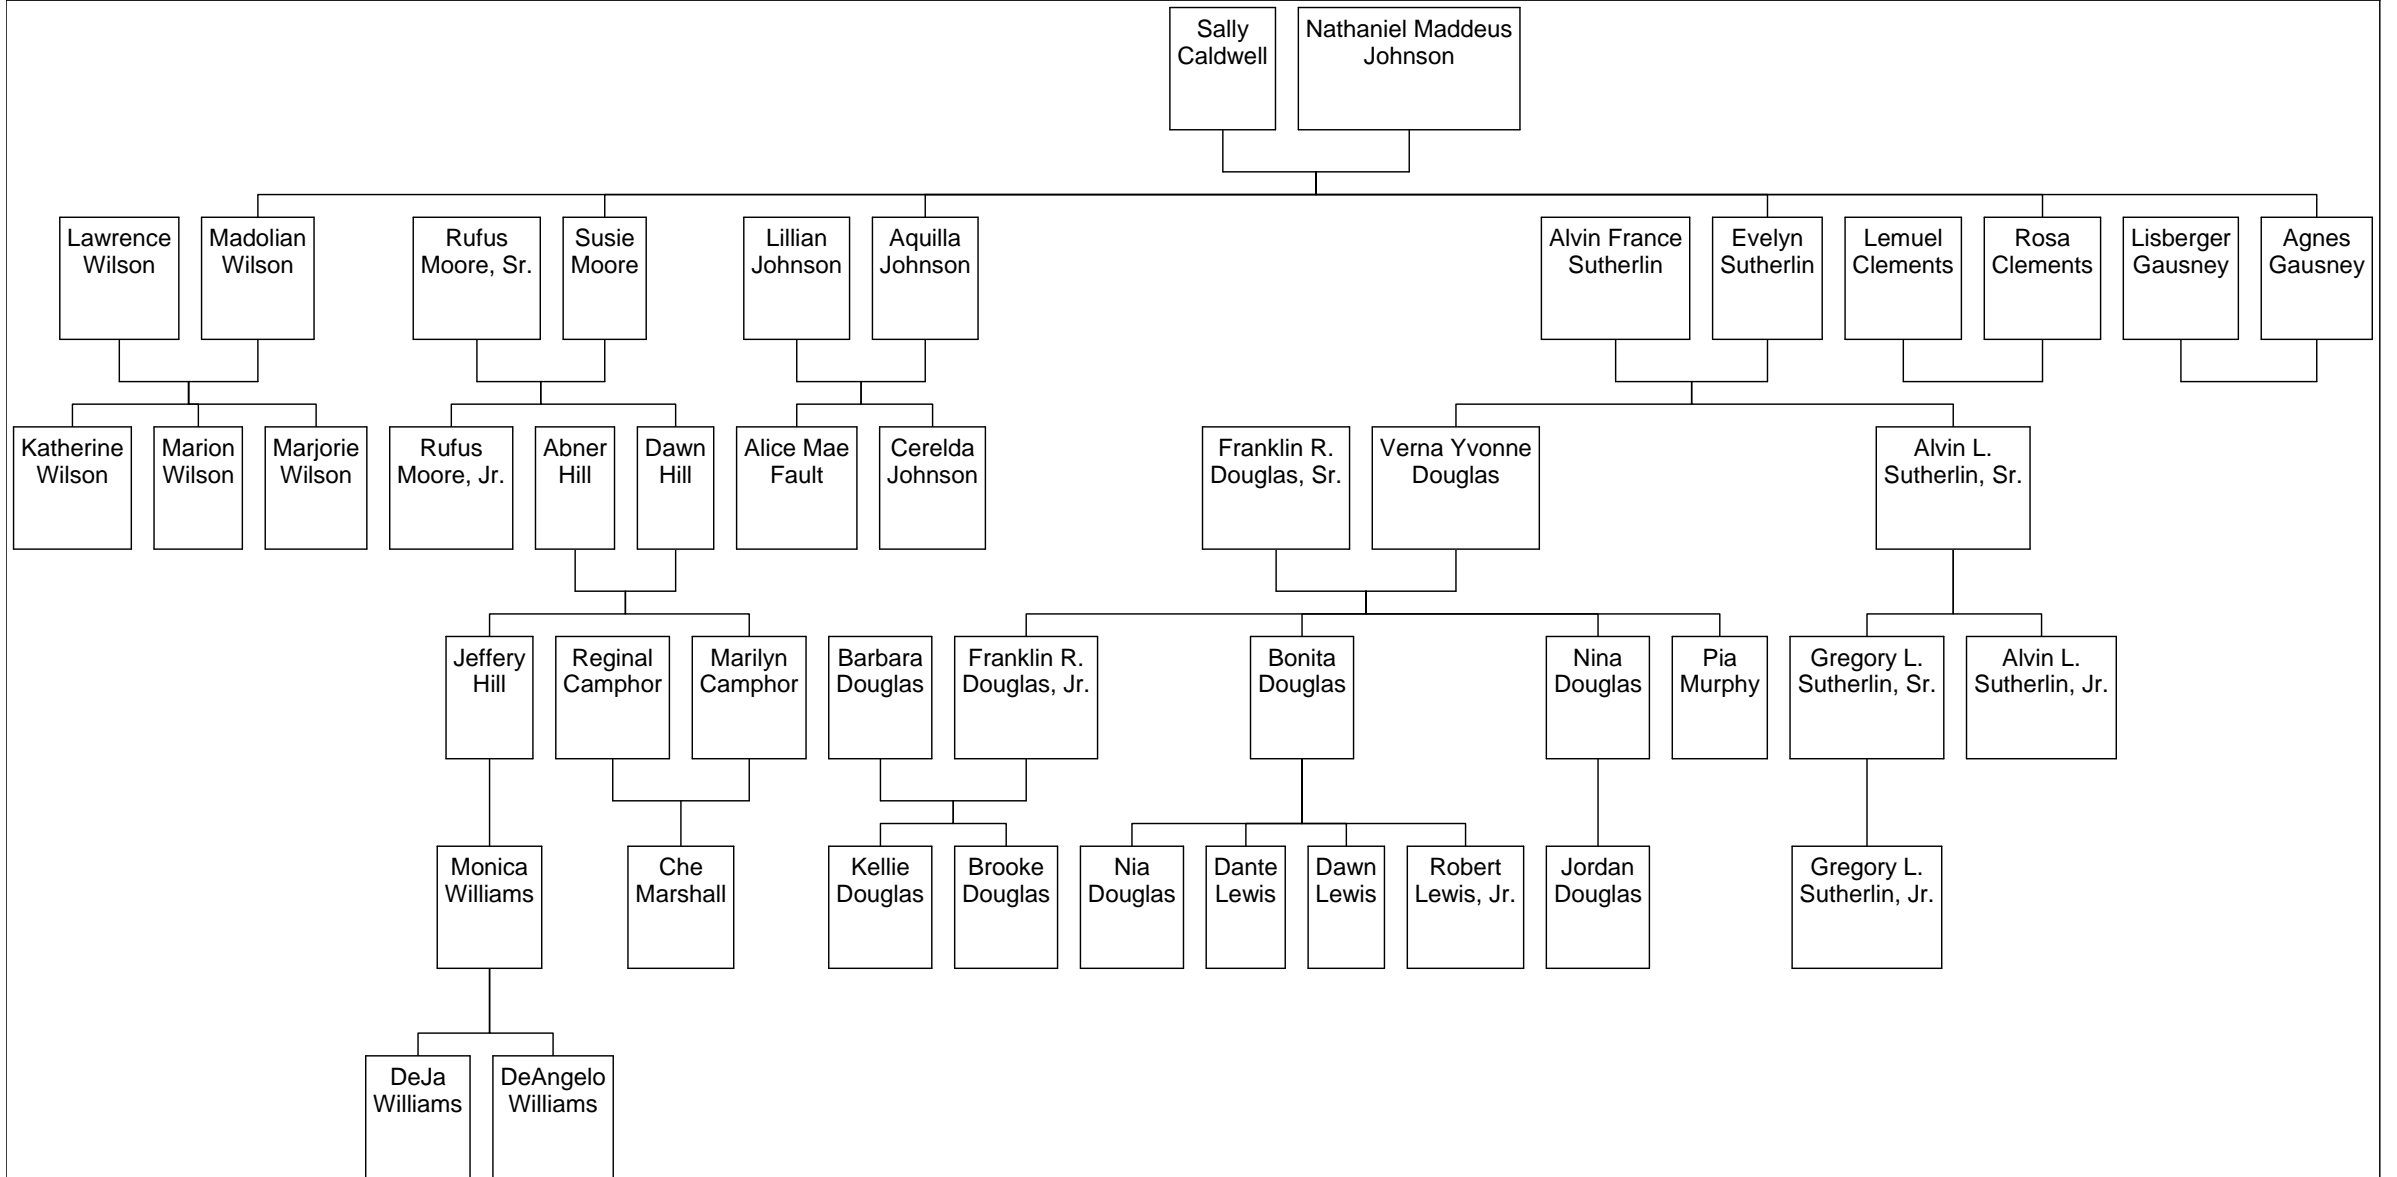 Sally
Caldwell
Nathaniel Maddeus
Johnson
Lawrence
Wilson
Madolian
Wilson
Rufus
Moore, Sr.
Susie
Moore
Lillian
Johnson
Aquilla
Johnson
Alvin France
Sutherlin
Evelyn
Sutherlin
Lemuel
Clements
Rosa
Clements
Lisberger
Gausney
Agnes
Gausney
Katherine
Wilson
Marion
Wilson
Marjorie
Wilson
Rufus
Moore, Jr.
Abner
Hill
Dawn
Hill
Alice Mae
Fault
Cerelda
Johnson
Franklin R.
Douglas, Sr.
Verna Yvonne
Douglas
Alvin L.
Sutherlin, Sr.
Jeffery
Hill
Reginal
Camphor
Marilyn
Camphor
Barbara
Douglas
Franklin R.
Douglas, Jr.
Bonita
Douglas
Nina
Douglas
Pia
Murphy
Gregory L.
Sutherlin, Sr.
Alvin L.
Sutherlin, Jr.
Monica
Williams
Che
Marshall
Kellie
Douglas
Brooke
Douglas
Nia
Douglas
Dante
Lewis
Dawn
Lewis
Robert
Lewis, Jr.
Jordan
Douglas
Gregory L.
Sutherlin, Jr.
DeJa
Williams
DeAngelo
Williams